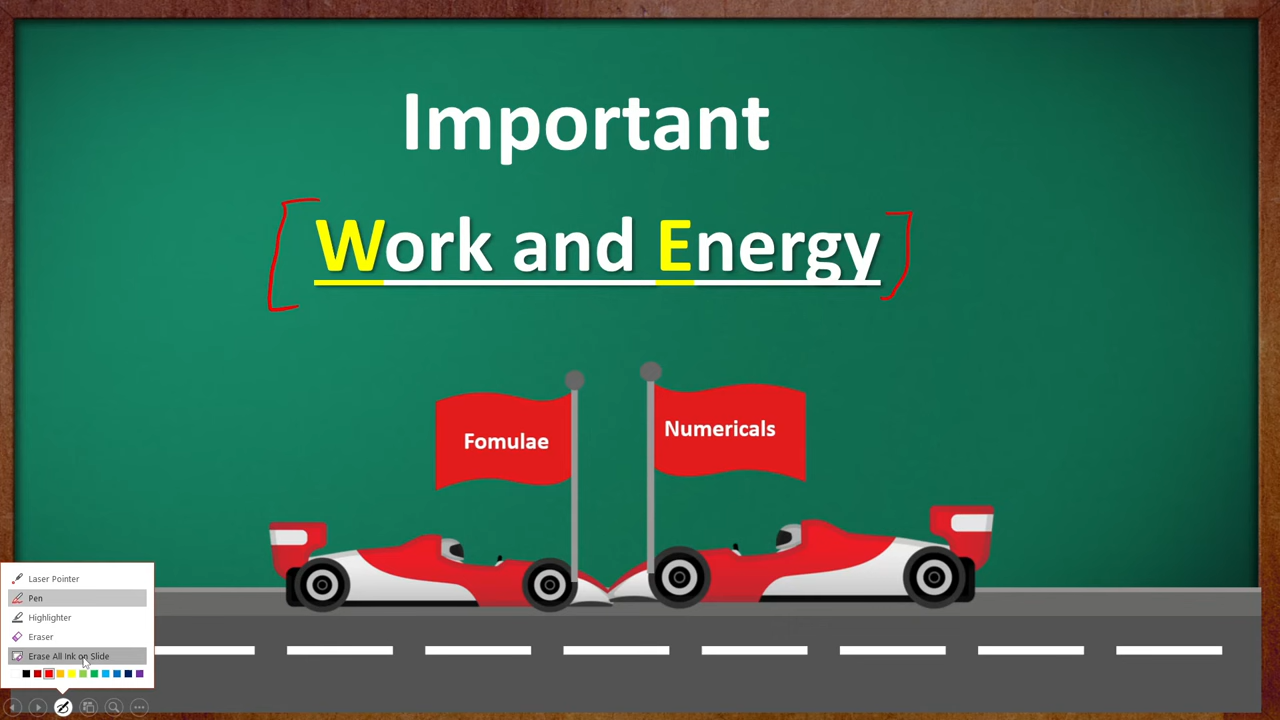 Important
Work and Energy
Fomulae
Numericals
Laser Pointer
Pen
Highlighter
Eraser
Erase All Ink on Slide